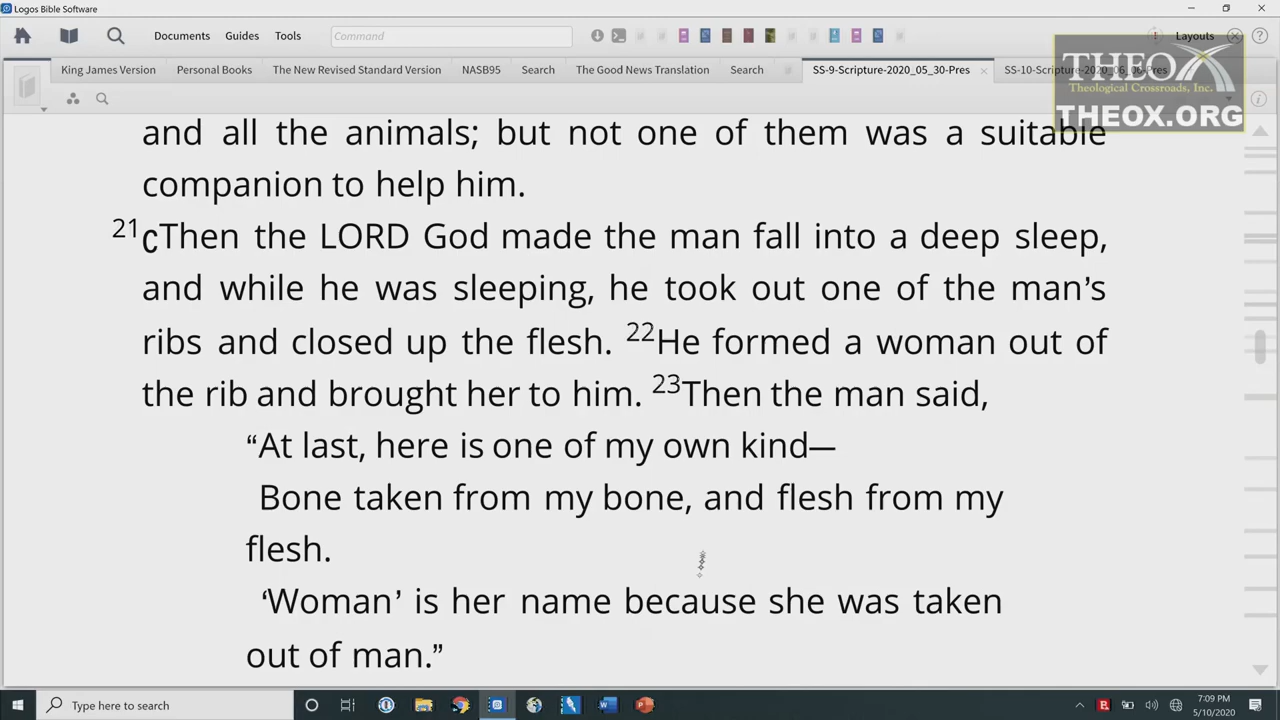 Logos Bible Software
Documents Guides Tools Command Layouts
King James Version Personal Books The New Revised Standard NASB95 Search The Good News Translation Search SS-9-Scripture-2020_05_30-Pres SS-10-Scripture-2020_06_06-Pres
THEOX
Theological Crossroads, Inc.
THEOX.ORG
and all the animals; but not one of them was a suitable
companion to help him.
21 cThen the LORD God made the man fall into a deep sleep,
and while he was sleeping, he took out one of the man’s
ribs and closed up the flesh. 22He formed a woman out of
the rib and brought her to him. 23Then the man said,
“At last, here is one of my own kind—
Bone taken from my bone, and flesh from my
flesh.
‘Woman’ is her name because she was taken
out of man.”
Type here to search
7:09 PM
5/10/2020